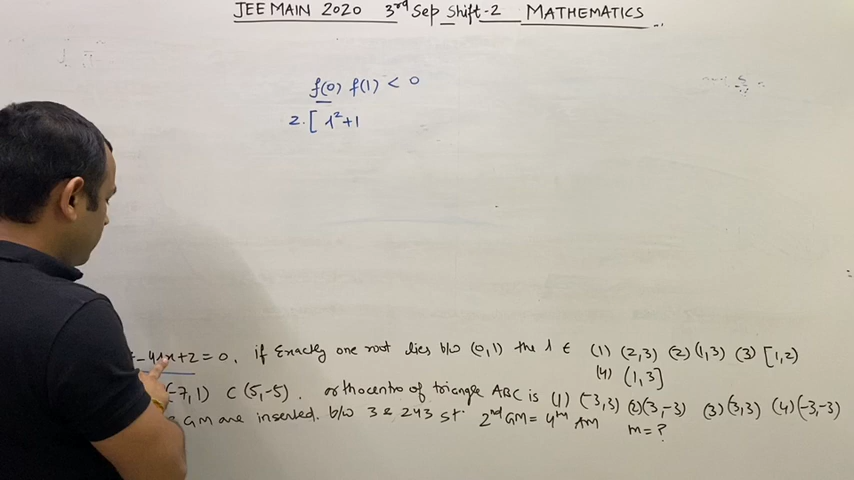 JEE MAIN 2020 3rd Sep Shift-2 MATHEMATICS
f(0) f(1) < 0
2. [ λ²+1
-4λx+2 = 0, if Exactly one root lies b/w (0,1) the λ ∈ (1) (2,3) (2) (1,3) (3) [1,2)
(4) (1,3]
(-7,1) C (5,-5). orthocentro of triangle ABC is (1) (-3,3) (2) (3,-3) (3) (3,3) (4) (-3,-3)
GM are inserted. b/w 3 & 243 st. 2nd GM = 4th AM m = ?